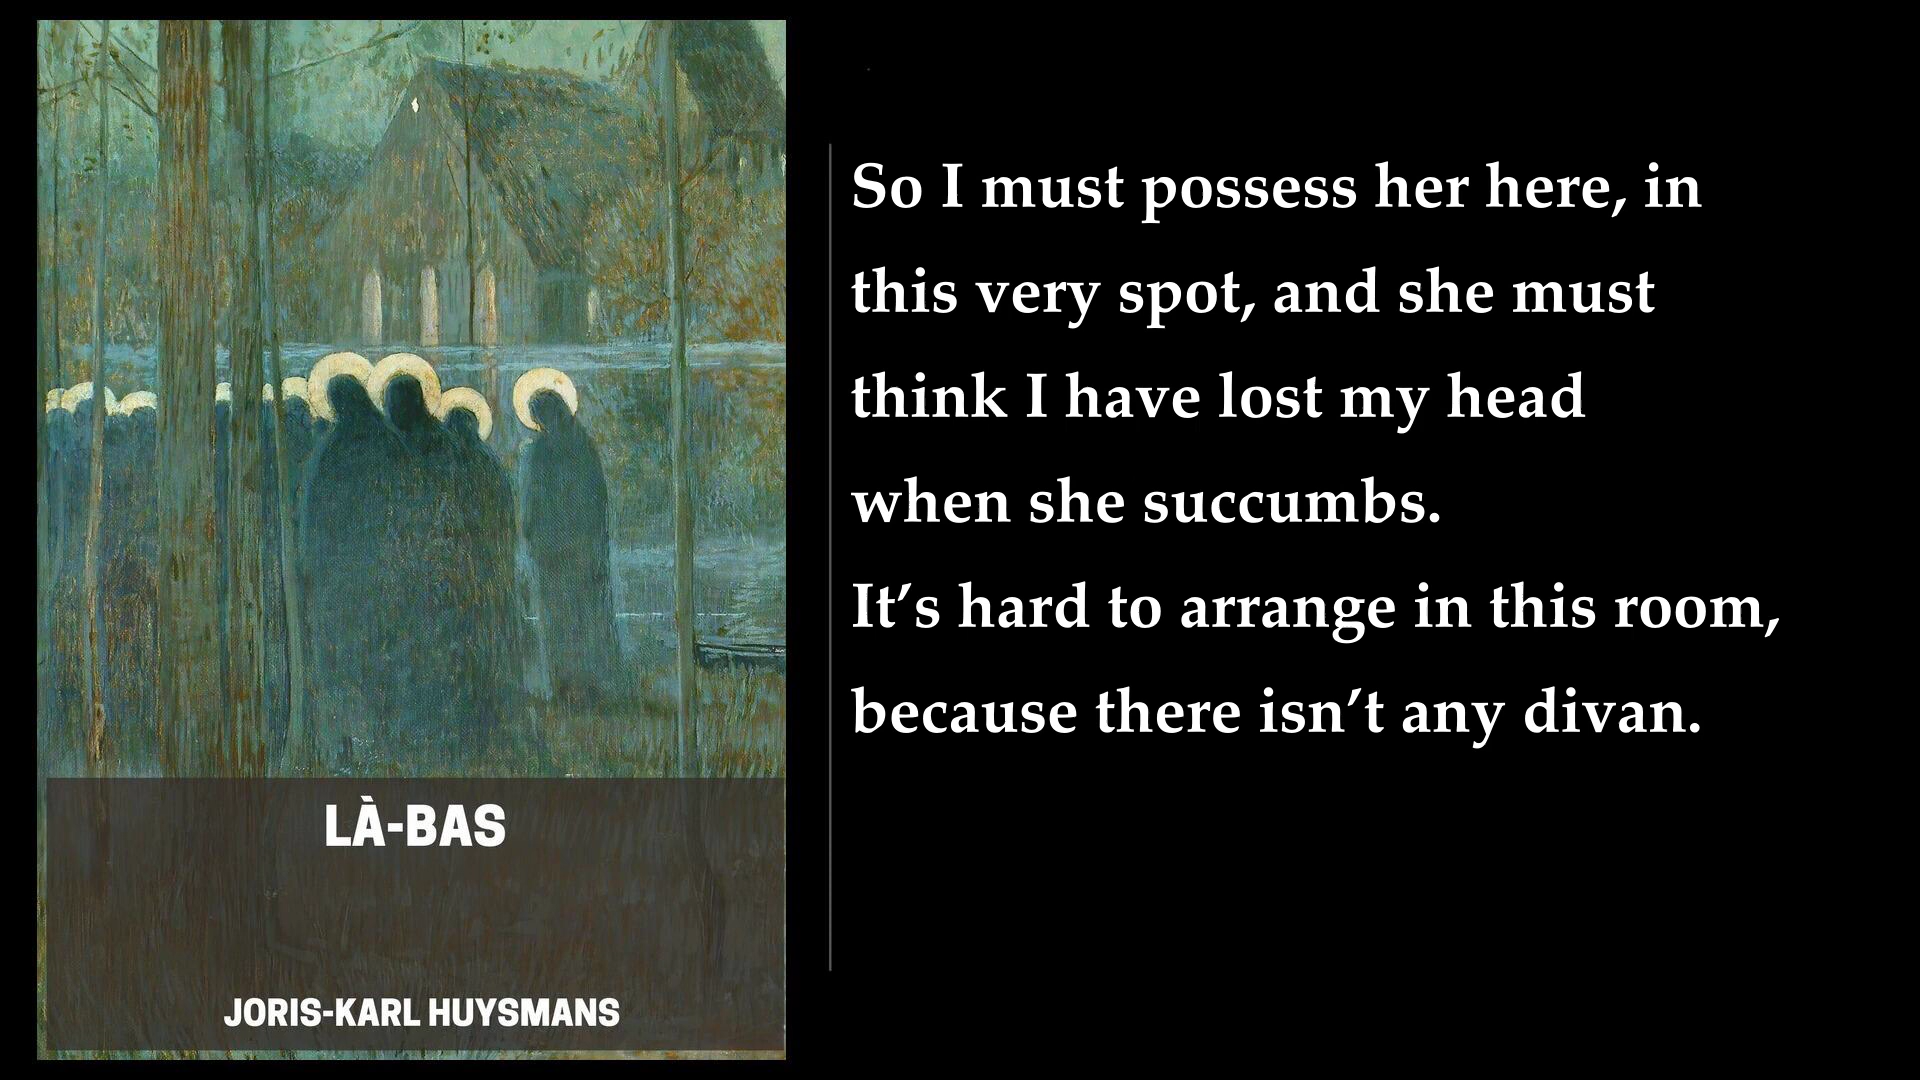 LÀ-BAS
JORIS-KARL HUYSMANS
So I must possess her here, in
this very spot, and she must
think I have lost my head
when she succumbs.
It’s hard to arrange in this room,
because there isn’t any divan.